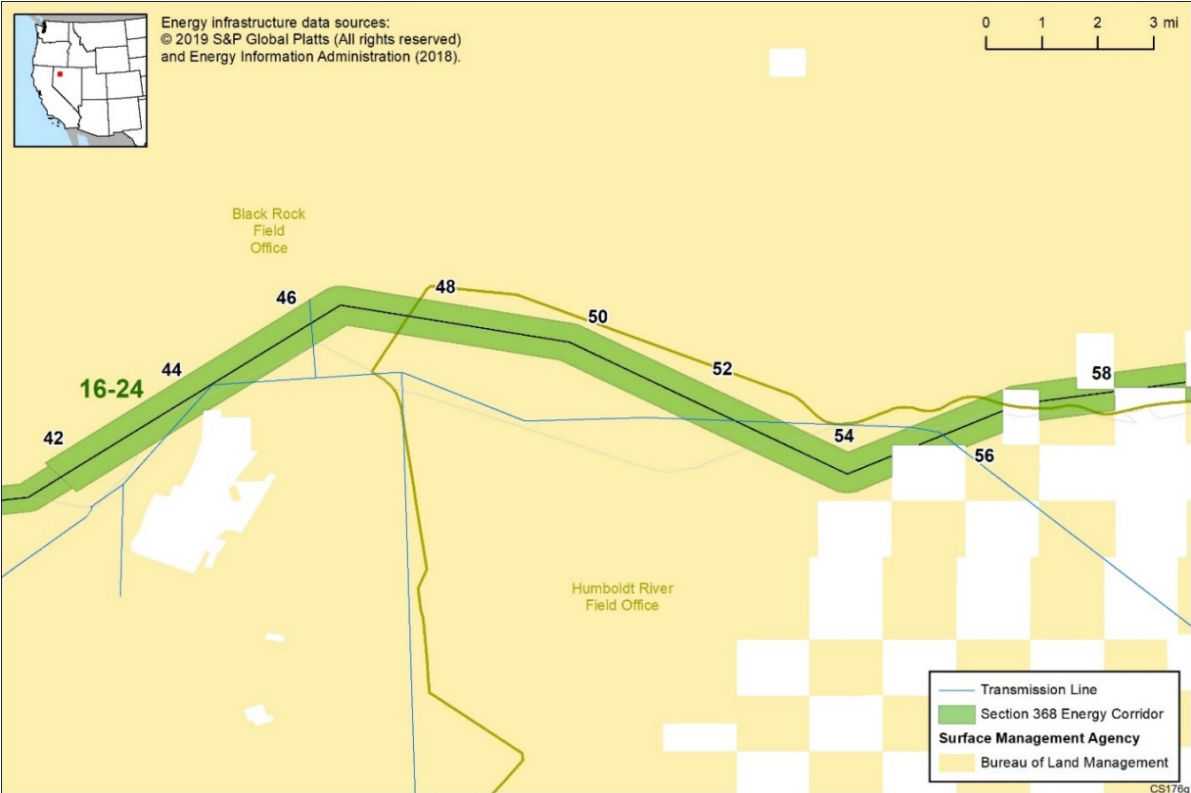 Energy infrastructure data sources:
© 2019 S&P Global Platts (All rights reserved)
and Energy Information Administration (2018).
0 1 2 3 mi
Black Rock
Field
Office
46
48
50
44
52
16-24
58
42
54
56
Humboldt River
Field Office
Transmission Line
Section 368 Energy Corridor
Surface Management Agency
Bureau of Land Management
CS176g